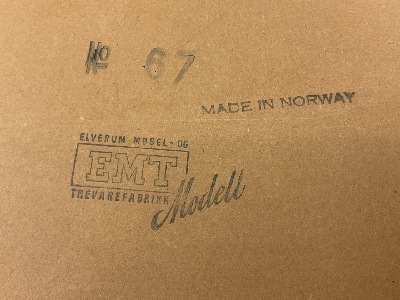 № 67
MADE IN NORWAY
ELVERUM MØBEL- OG
EMT
TREVAREFABRIKK
Modell